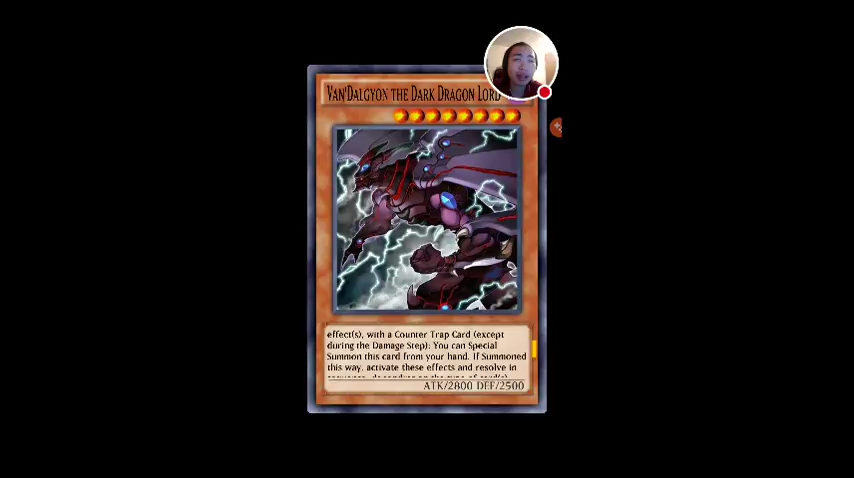 Van'Dalgyon the Dark Dragon Lord
effect(s), with a Counter Trap Card (except
during the Damage Step): You can Special
Summon this card from your hand. If Summoned
this way, activate these effects and resolve in
ATK/2800 DEF/2500